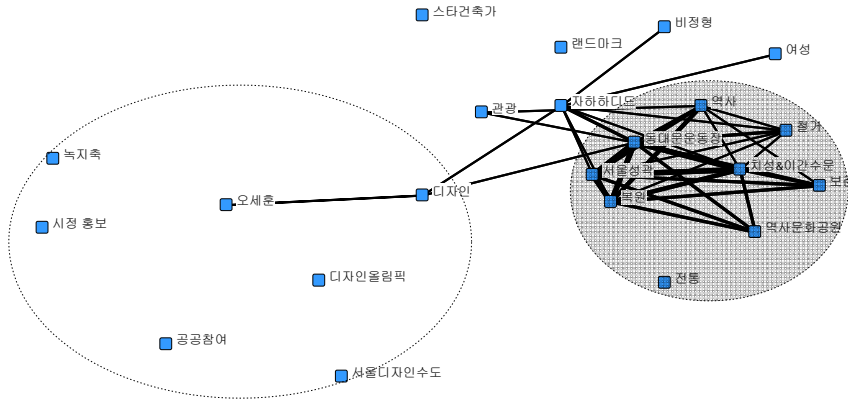 스타건축가
비정형
랜드마크
여성
자하하디드
관광
역사
철거
동대문운동장
녹지축
치성&이간수문
서울성곽
보존
디자인
복원
오세훈
시정 홍보
역사문화공원
디자인올림픽
전통
공공참여
서울디자인수도